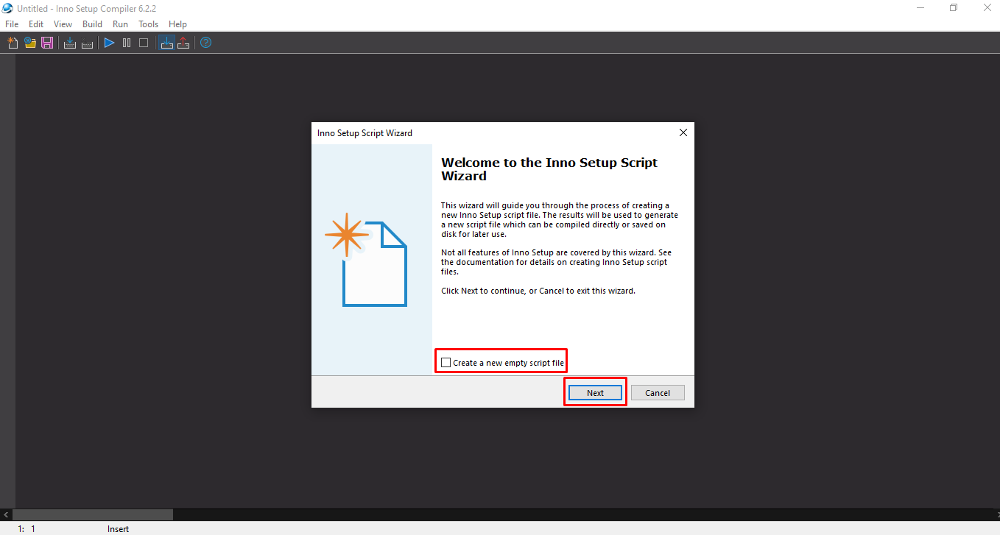 Untitled - Inno Setup Compiler 6.2.2
File Edit View Build Run Tools Help
Inno Setup Script Wizard
Welcome to the Inno Setup Script
Wizard
This wizard will guide you through the process of creating a
new Inno Setup script file. The results will be used to generate
a new script file which can be compiled directly or saved on
disk for later use.
Not all features of Inno Setup are covered by this wizard. See
the documentation for details on creating Inno Setup script
files.
Click Next to continue, or Cancel to exit this wizard.
Create a new empty script file
Next Cancel
1: 1 Insert